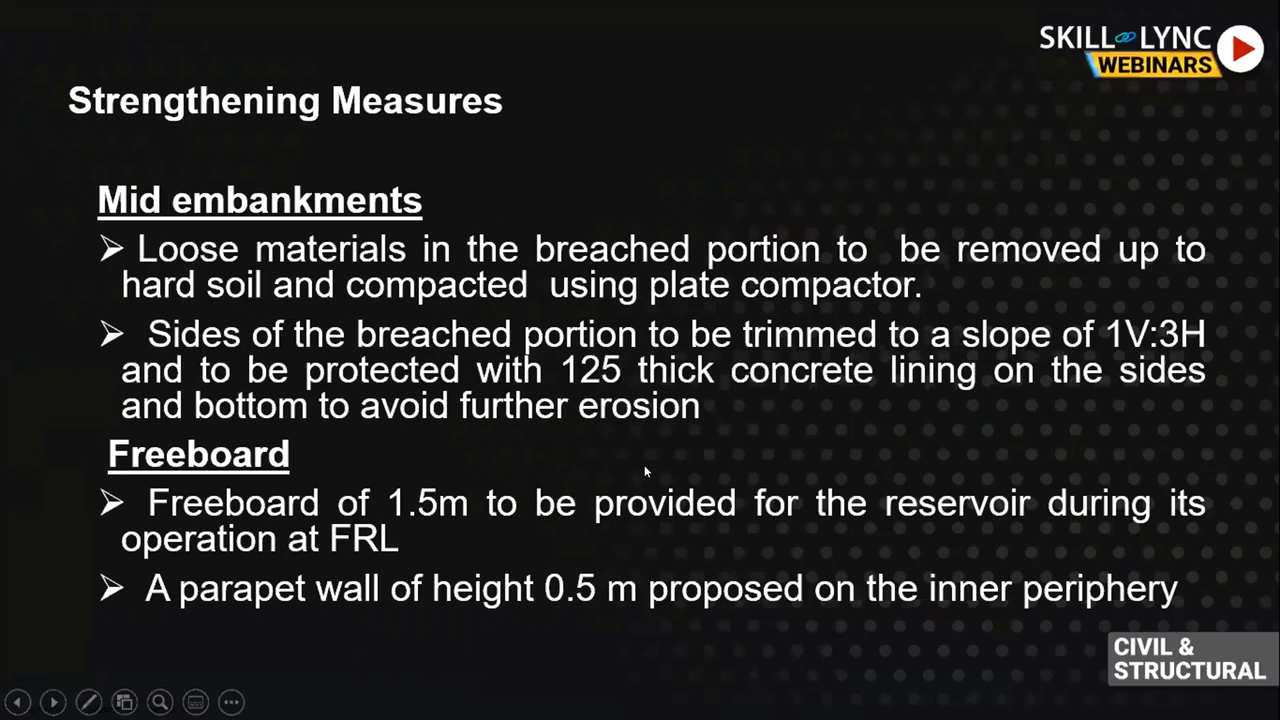 SKILL LYNC
WEBINARS
Strengthening Measures
Mid embankments
➢ Loose materials in the breached portion to be removed up to
hard soil and compacted using plate compactor.
➢ Sides of the breached portion to be trimmed to a slope of 1V:3H
and to be protected with 125 thick concrete lining on the sides
and bottom to avoid further erosion
Freeboard
➢ Freeboard of 1.5m to be provided for the reservoir during its
operation at FRL
➢ A parapet wall of height 0.5 m proposed on the inner periphery
CIVIL &
STRUCTURAL